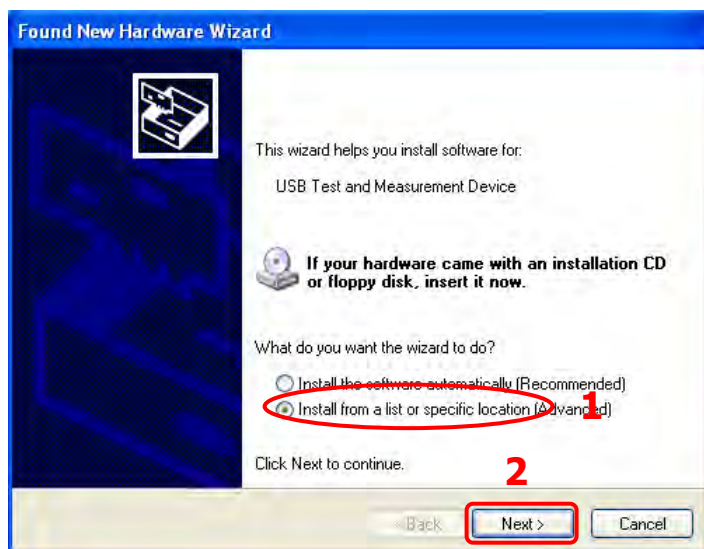 Found New Hardware Wizard
This wizard helps you install software for:
USB Test and Measurement Device
If your hardware came with an installation CD
or floppy disk, insert it now.
What do you want the wizard to do?
Install the software automatically (Recommended)
Install from a list or specific location (Advanced)
1
Click Next to continue.
2
< Back
Next >
Cancel